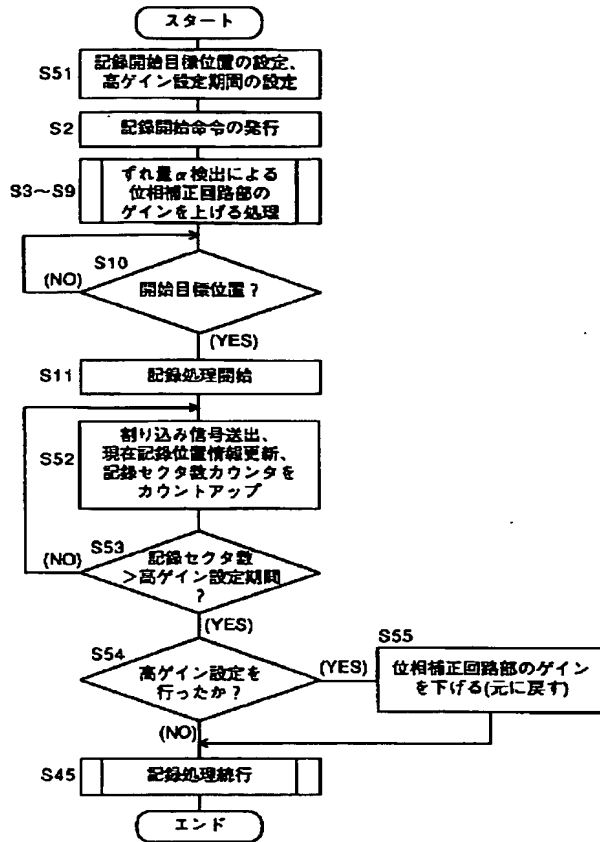 スタート
S51
記録開始目標位置の設定、
高ゲイン設定期間の設定
S2
記録開始命令の発行
S3〜S9
ずれ量α検出による
位相補正回路部の
ゲインを上げる処理
S10
(NO)
開始目標位置?
(YES)
S11
記録処理開始
S52
割り込み信号送出、
現在記録位置情報更新、
記録セクタ数カウンタを
カウントアップ
S53
(NO)
記録セクタ数
>高ゲイン設定期間
?
(YES)
S54
高ゲイン設定を
行ったか?
(YES)
S55
位相補正回路部のゲイン
を下げる(元に戻す)
(NO)
S45
記録処理続行
エンド